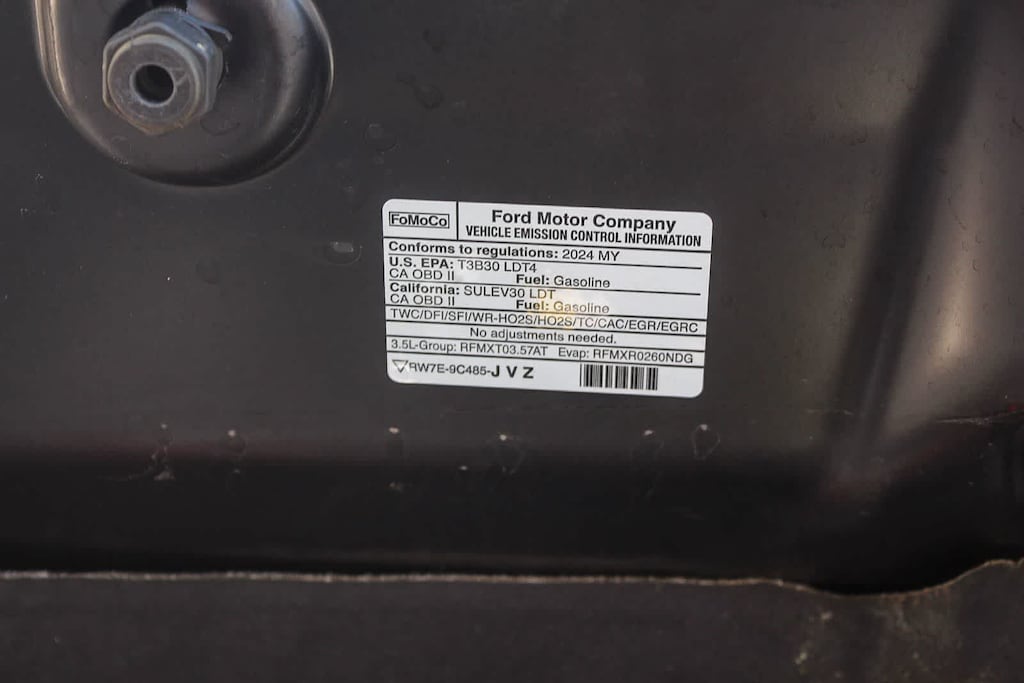 FoMoCo
Ford Motor Company
VEHICLE EMISSION CONTROL INFORMATION
Conforms to regulations: 2024 MY
U.S. EPA: T3B30 LDT4
CA OBD II Fuel: Gasoline
California: SULEV30 LDT
CA OBD II Fuel: Gasoline
TWC/DFI/SFI/WR-HO2S/HO2S/TC/CAC/EGR/EGRC
No adjustments needed.
3.5L-Group: RFMXT03.57AT Evap: RFMXR0260NDG
RW7E-9C485-J V Z